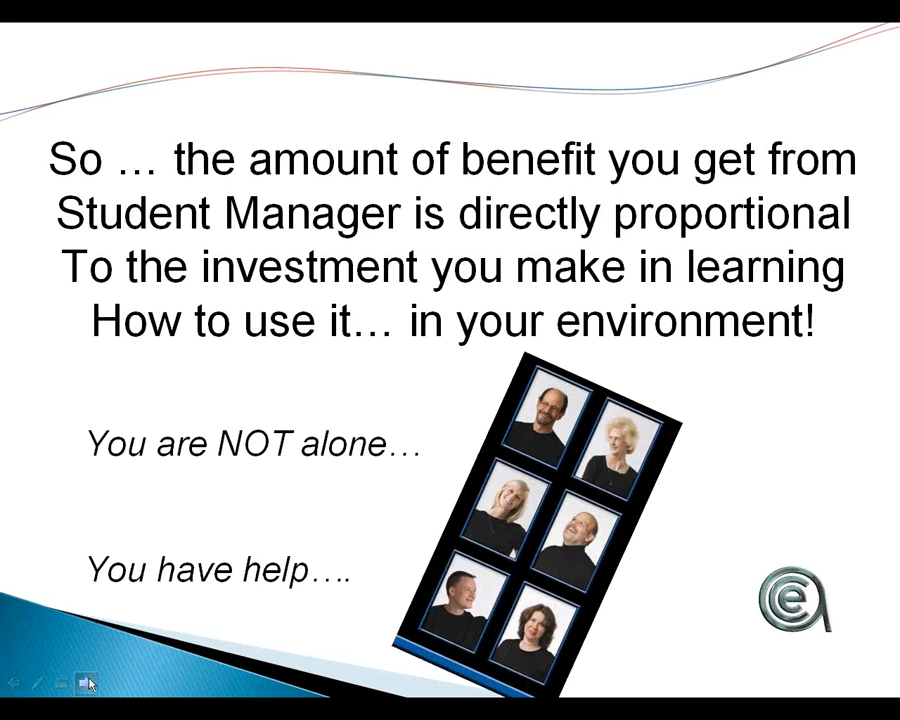 So … the amount of benefit you get from
Student Manager is directly proportional
To the investment you make in learning
How to use it… in your environment!
You are NOT alone…
You have help….